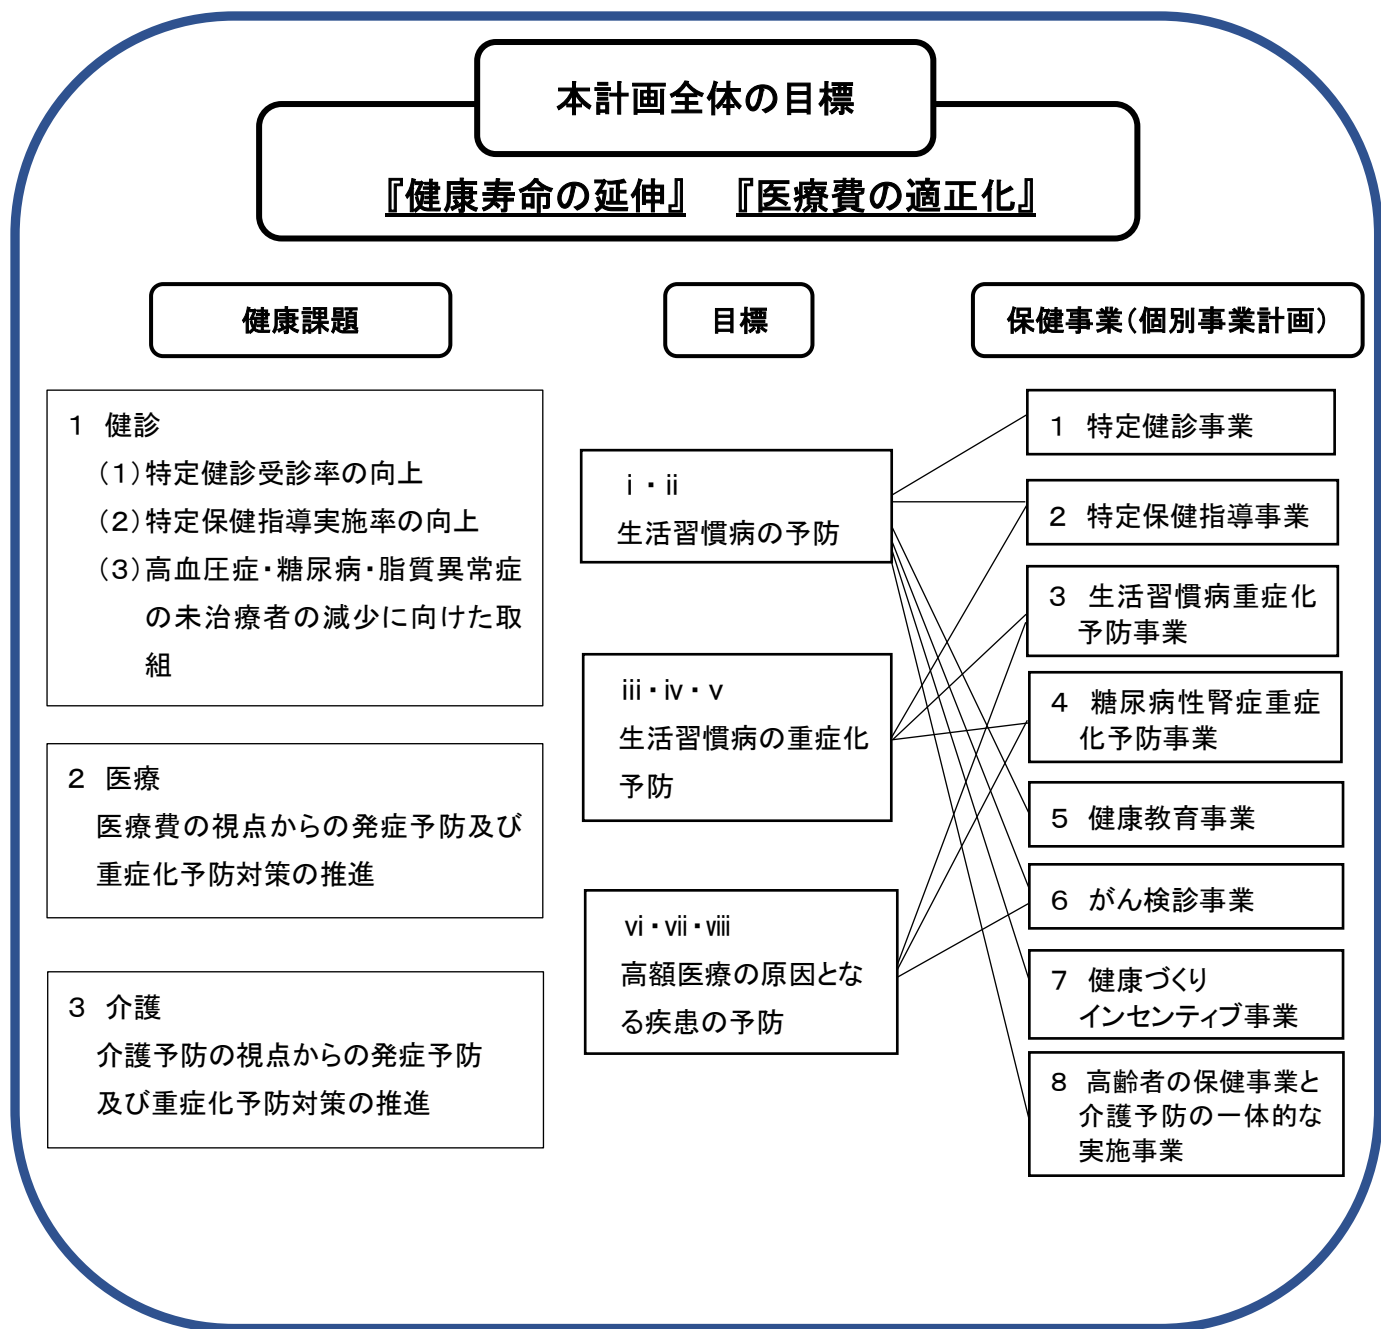 本計画全体の目標
『健康寿命の延伸』　『医療費の適正化』
健康課題
１　健診
（１）特定健診受診率の向上
（２）特定保健指導実施率の向上
（３）高血圧症・糖尿病・脂質異常症
の未治療者の減少に向けた取
組
２　医療
医療費の視点からの発症予防及び
重症化予防対策の推進
３　介護
介護予防の視点からの発症予防
及び重症化予防対策の推進
目標
ⅰ・ⅱ
生活習慣病の予防
ⅲ・ⅳ・ⅴ
生活習慣病の重症化
予防
ⅵ・ⅶ・ⅷ
高額医療の原因とな
る疾患の予防
保健事業（個別事業計画）
１　特定健診事業
２　特定保健指導事業
３　生活習慣病重症化
予防事業
４　糖尿病性腎症重症
化予防事業
５　健康教育事業
６　がん検診事業
７　健康づくり
インセンティブ事業
８　高齢者の保健事業と
介護予防の一体的な
実施事業